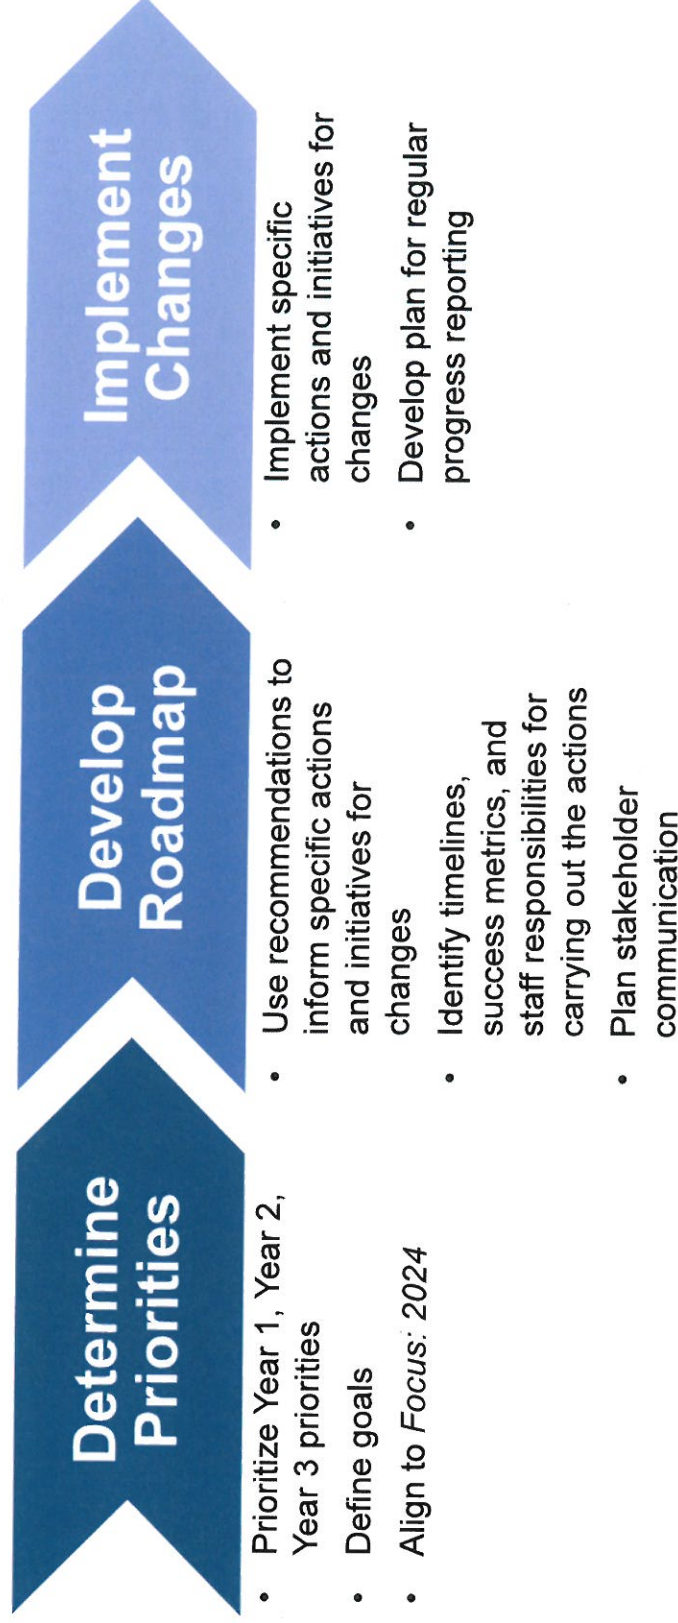 Determine
Priorities
• Prioritize Year 1, Year 2,
Year 3 priorities
• Define goals
• Align to Focus: 2024
Develop
Roadmap
• Use recommendations to
inform specific actions
and initiatives for
changes
• Identify timelines,
success metrics, and
staff responsibilities for
carrying out the actions
• Plan stakeholder
communication
Implement
Changes
• Implement specific
actions and initiatives for
changes
• Develop plan for regular
progress reporting